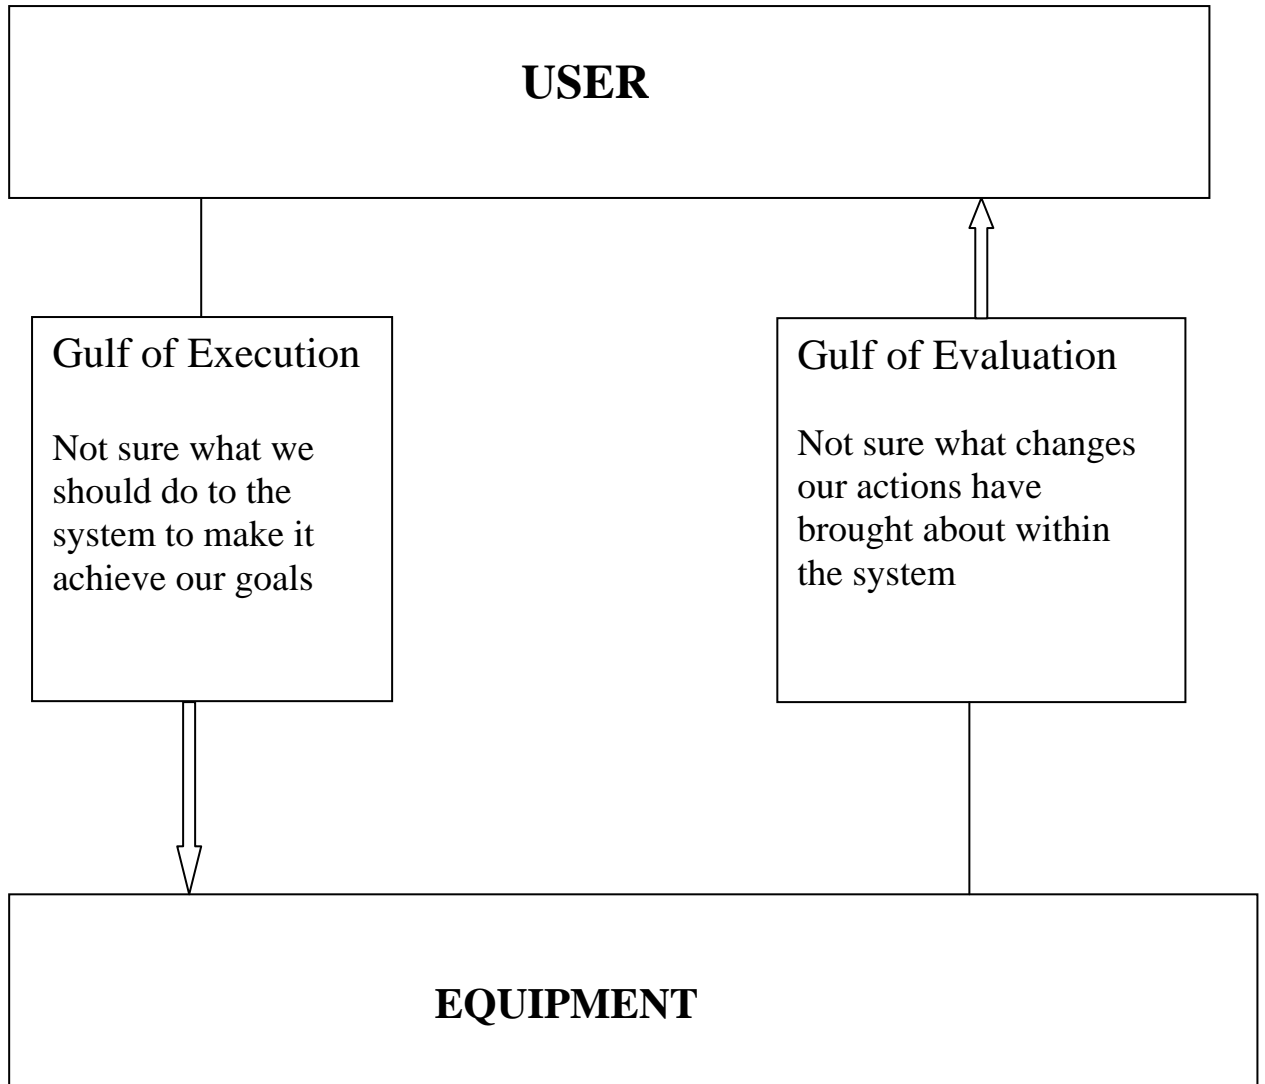 USER
Gulf of Execution
Not sure what we
should do to the
system to make it
achieve our goals
Gulf of Evaluation
Not sure what changes
our actions have
brought about within
the system
EQUIPMENT